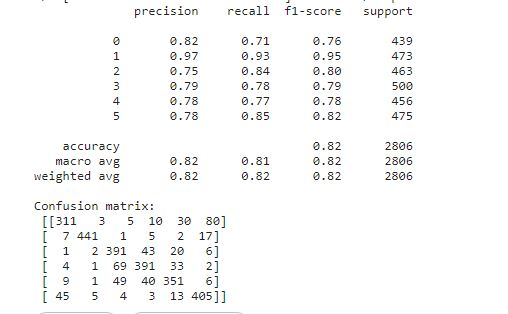 precision recall f1-score support
0 0.82 0.71 0.76 439
1 0.97 0.93 0.95 473
2 0.75 0.84 0.80 463
3 0.79 0.78 0.79 500
4 0.78 0.77 0.78 456
5 0.78 0.85 0.82 475
accuracy 0.82 2806
macro avg 0.82 0.81 0.82 2806
weighted avg 0.82 0.82 0.82 2806
Confusion matrix:
[[311 3 5 10 30 80]
[ 7 441 1 5 2 17]
[ 1 2 391 43 20 6]
[ 4 1 69 391 33 2]
[ 9 1 49 40 351 6]
[ 45 5 4 3 13 405]]